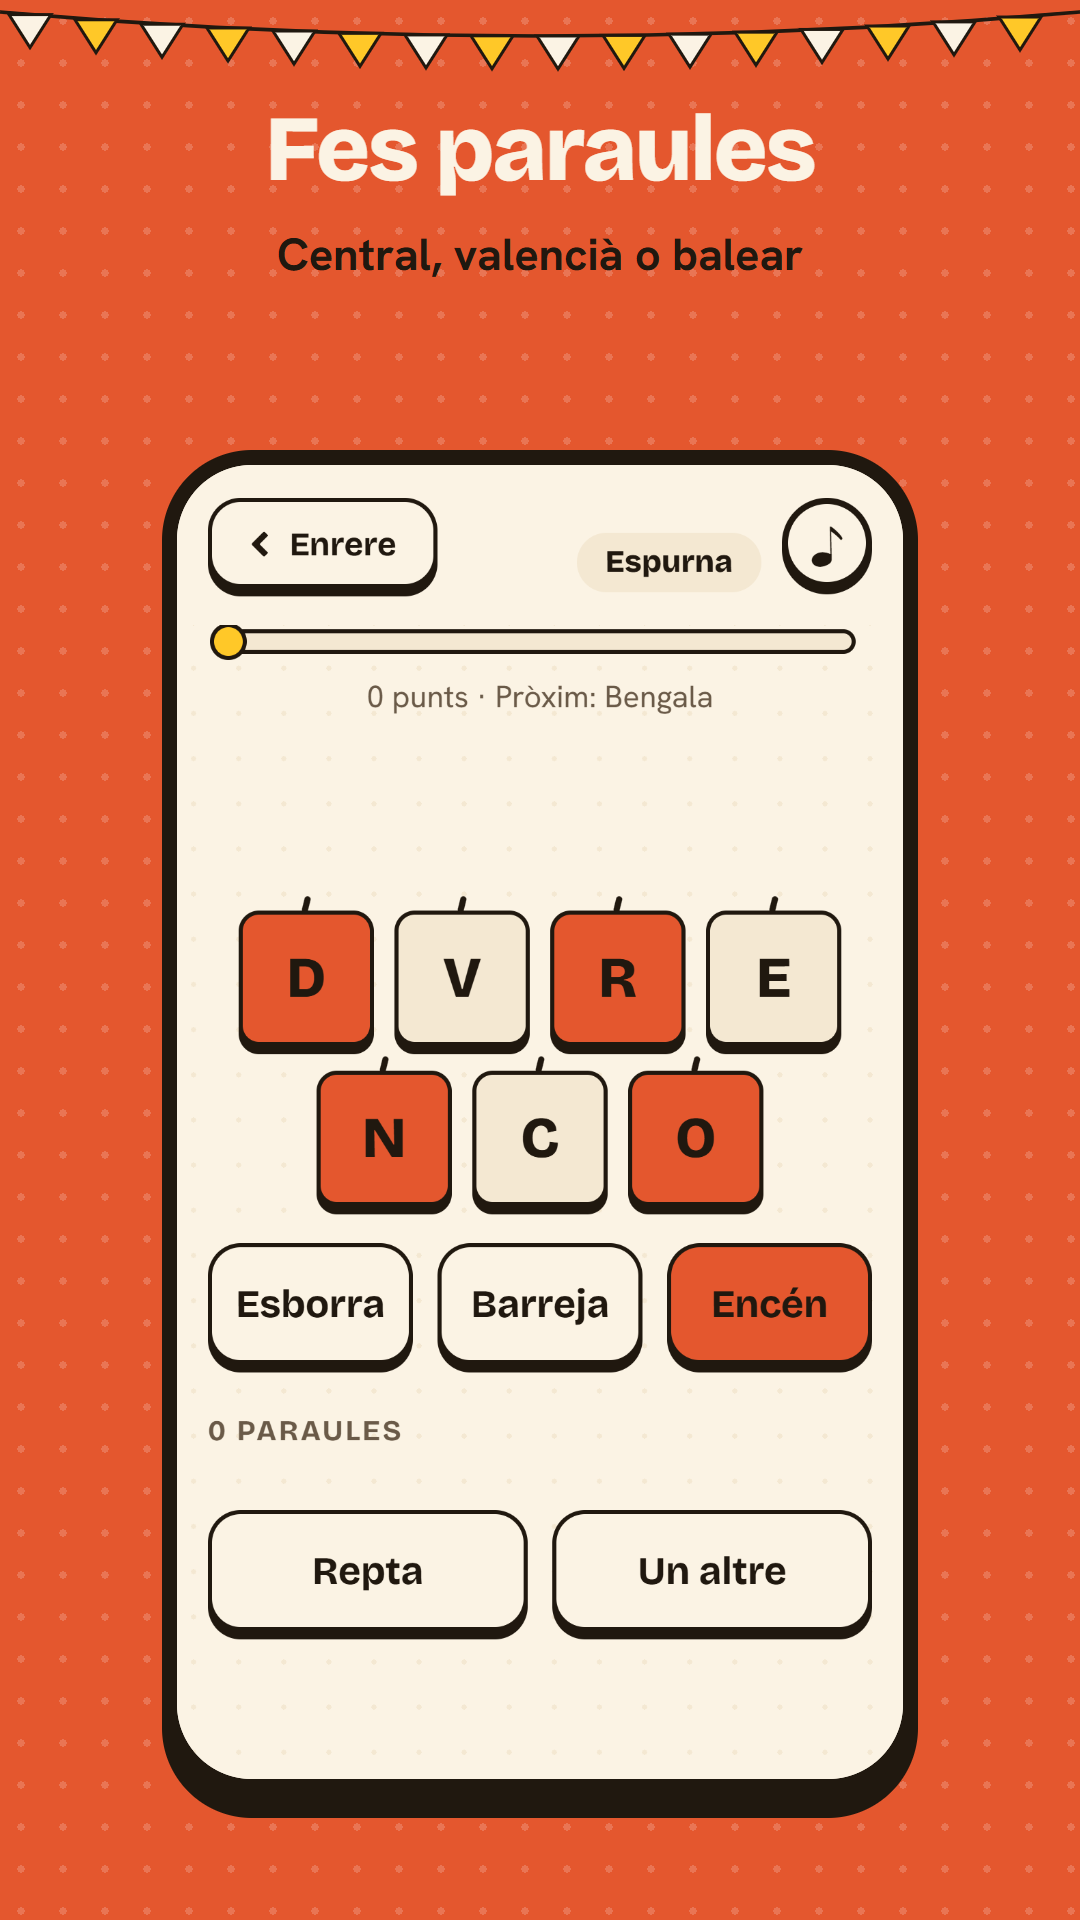 Fes paraules
Central, valencià o balear
Enrere
Espurna
0 punts · Pròxim: Bengala
D V R E
N C O
Esborra Barreja Encén
0 PARAULES
Repta Un altre